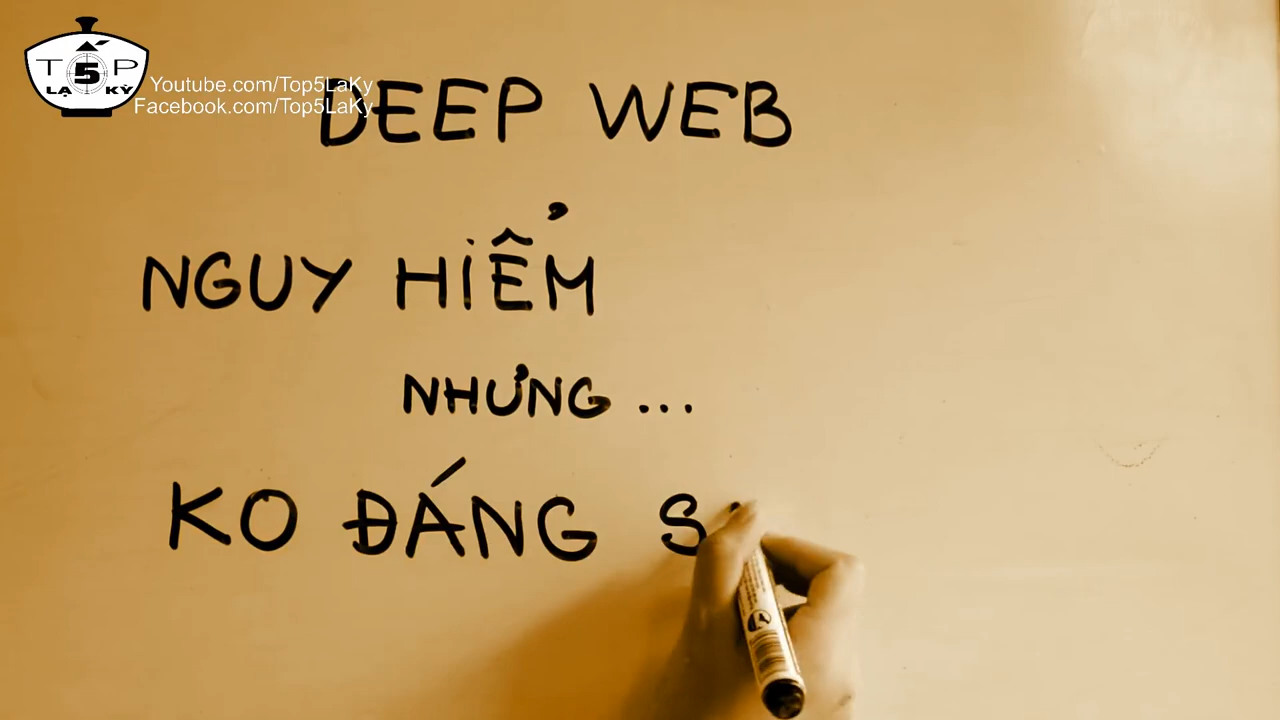 TOP 5
LẠ KỲ
Youtube.com/Top5LaKy
Facebook.com/Top5LaKy
DEEP WEB
NGUY HIỂM
NHƯNG ...
KO ĐÁNG S